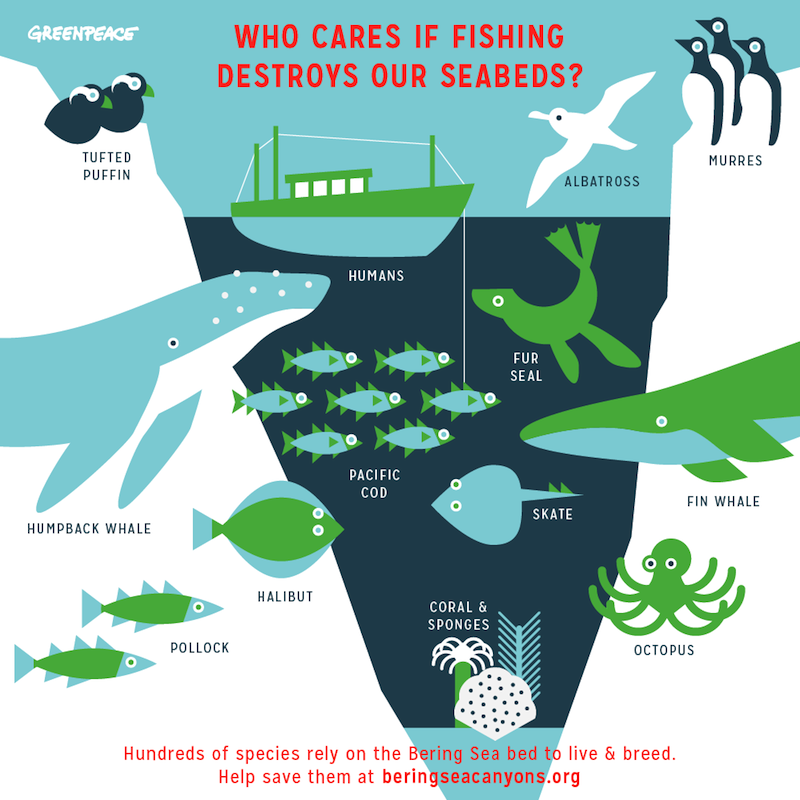 GREENPEACE
WHO CARES IF FISHING
DESTROYS OUR SEABEDS?
TUFTED
PUFFIN
MURRES
ALBATROSS
HUMANS
FUR
SEAL
PACIFIC
COD
FIN WHALE
SKATE
HUMPBACK WHALE
HALIBUT
CORAL &
SPONGES
POLLOCK
OCTOPUS
Hundreds of species rely on the Bering Sea bed to live & breed.
Help save them at beringseacanyons.org